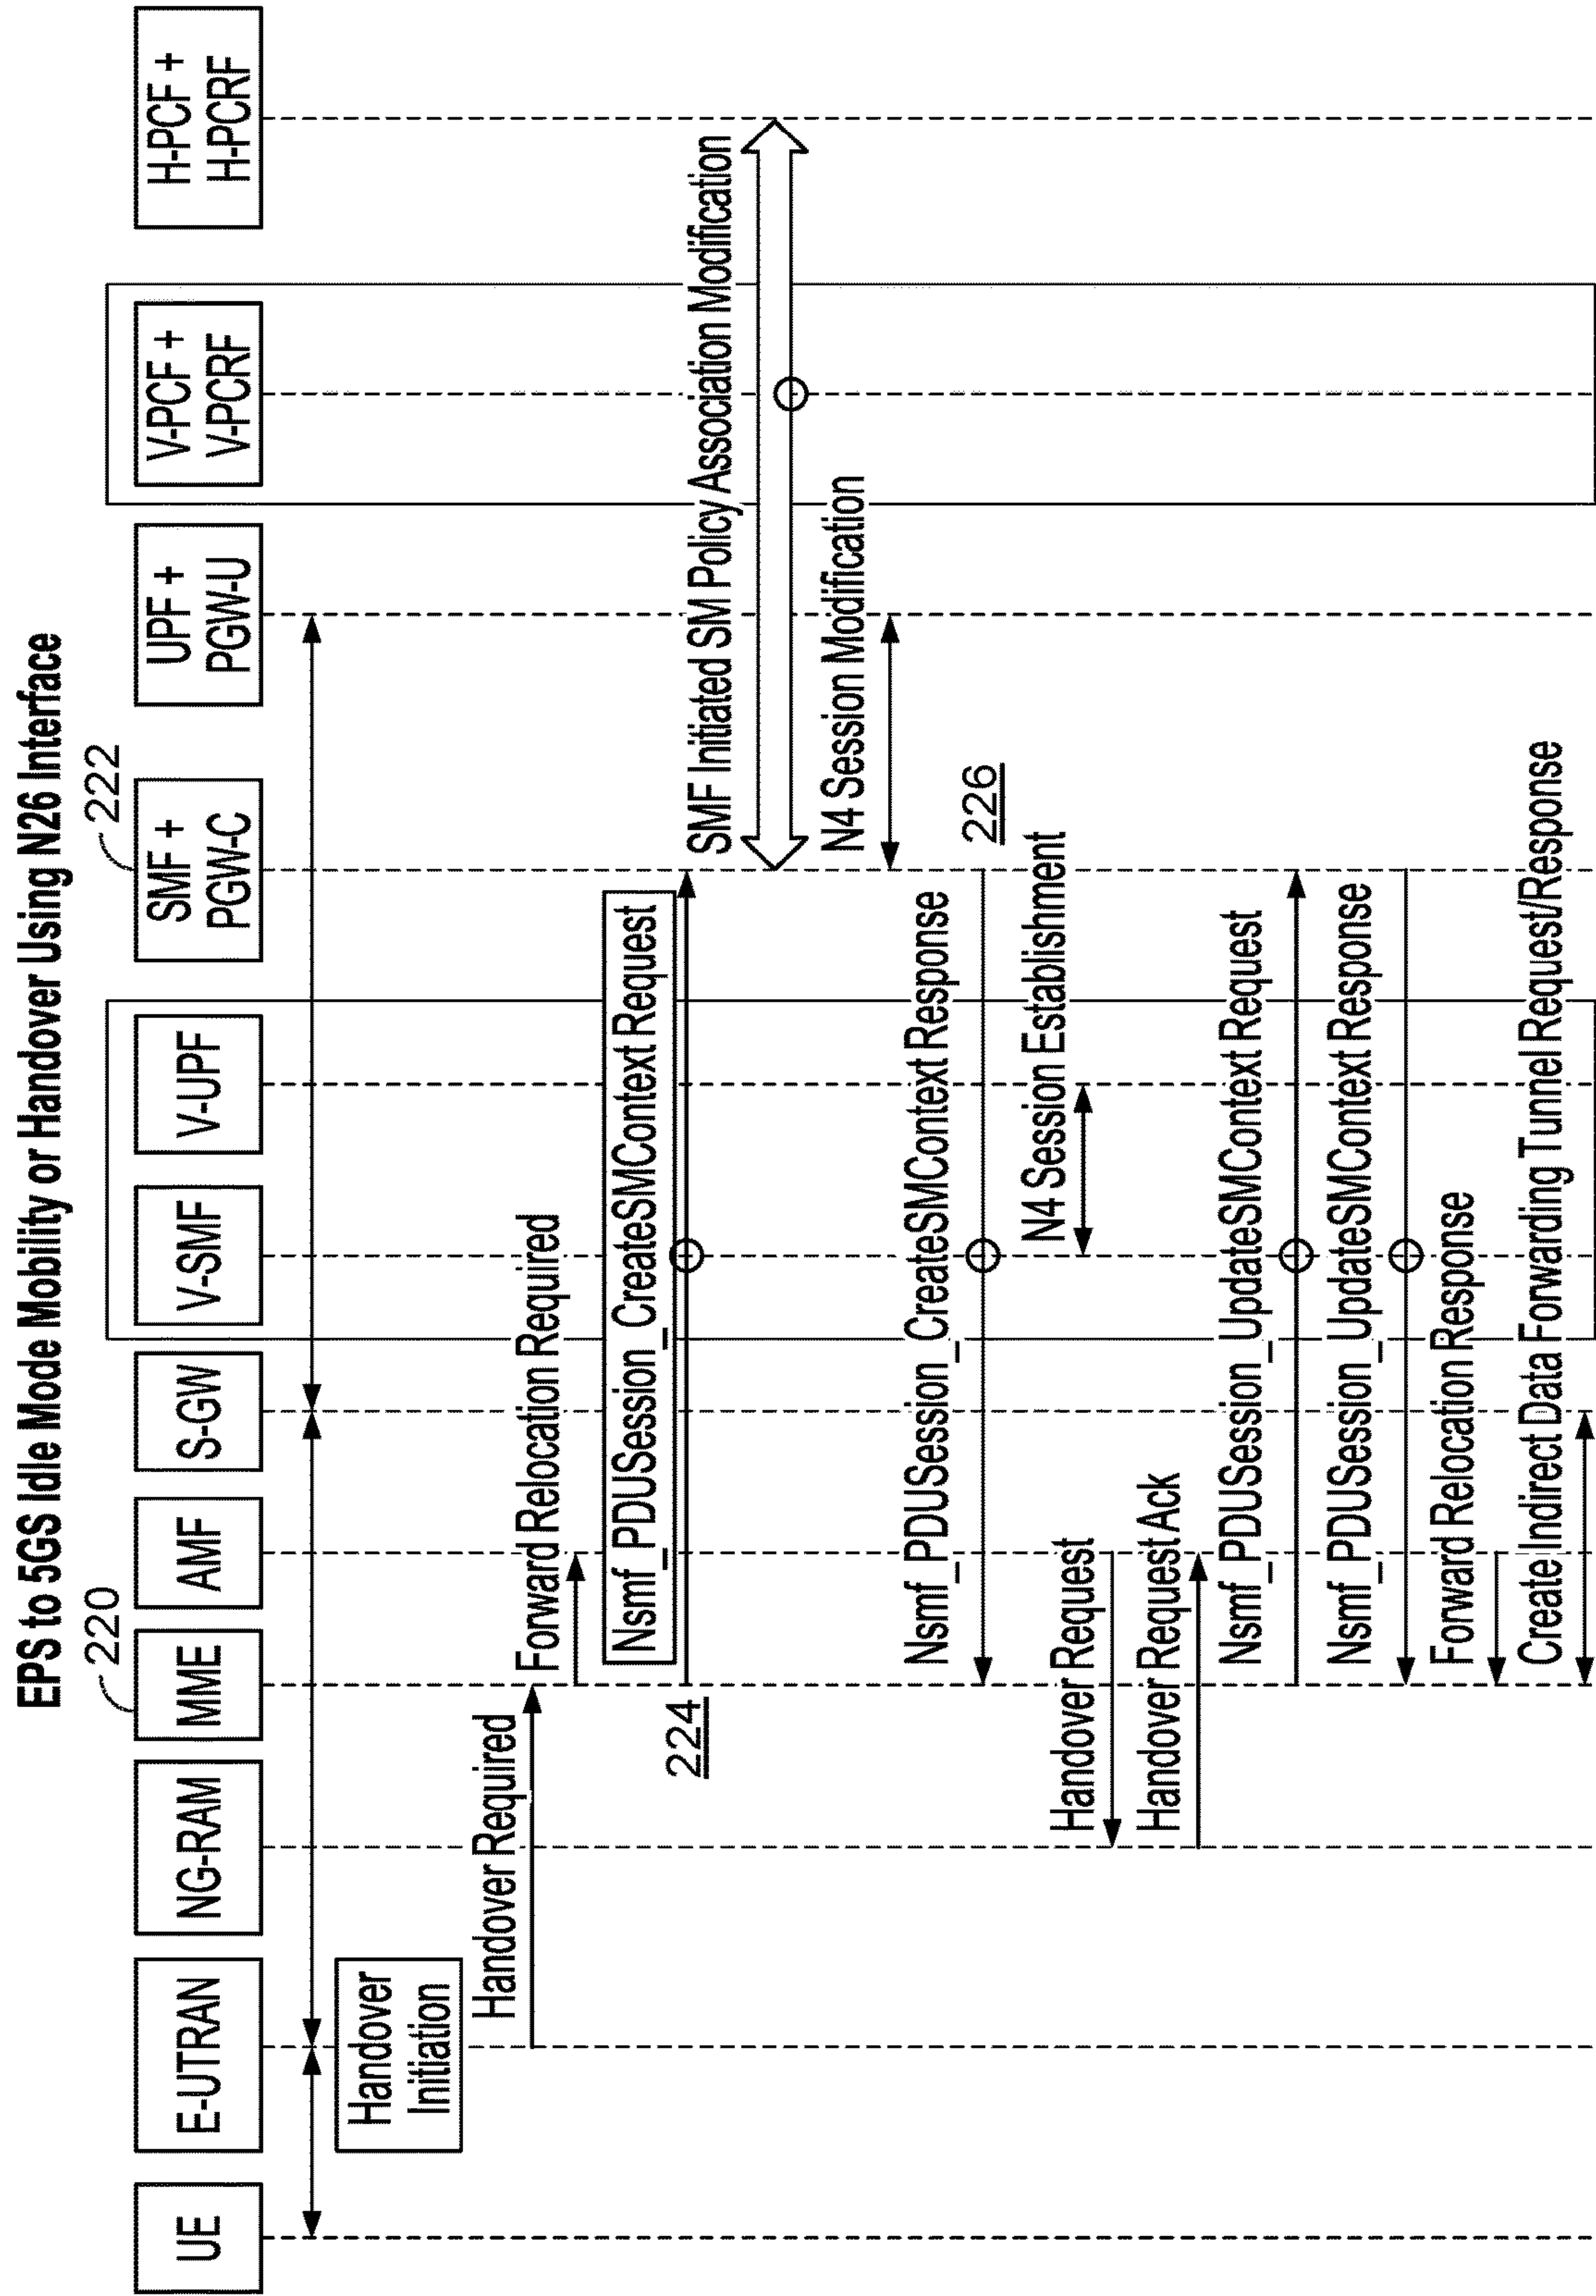 EPS to 5GS Idle Mode Mobility or Handover Using N26 Interface
220
222
UE
E-UTRAN
NG-RAM
MME
AMF
S-GW
V-SMF
V-UPF
SMF +
PGW-C
UPF +
PGW-U
V-PCF +
V-PCRF
H-PCF +
H-PCRF
Handover
Initiation
Handover Required
Forward Relocation Required
Nsmf_PDUSession_CreateSMContext Request
224
SMF Initiated SM Policy Association Modification
N4 Session Modification
Nsmf_PDUSession_CreateSMContext Response
226
N4 Session Establishment
Handover Request
Handover Request Ack
Nsmf_PDUSession_UpdateSMContext Request
Nsmf_PDUSession_UpdateSMContext Response
Forward Relocation Response
Create Indirect Data Forwarding Tunnel Request/Response